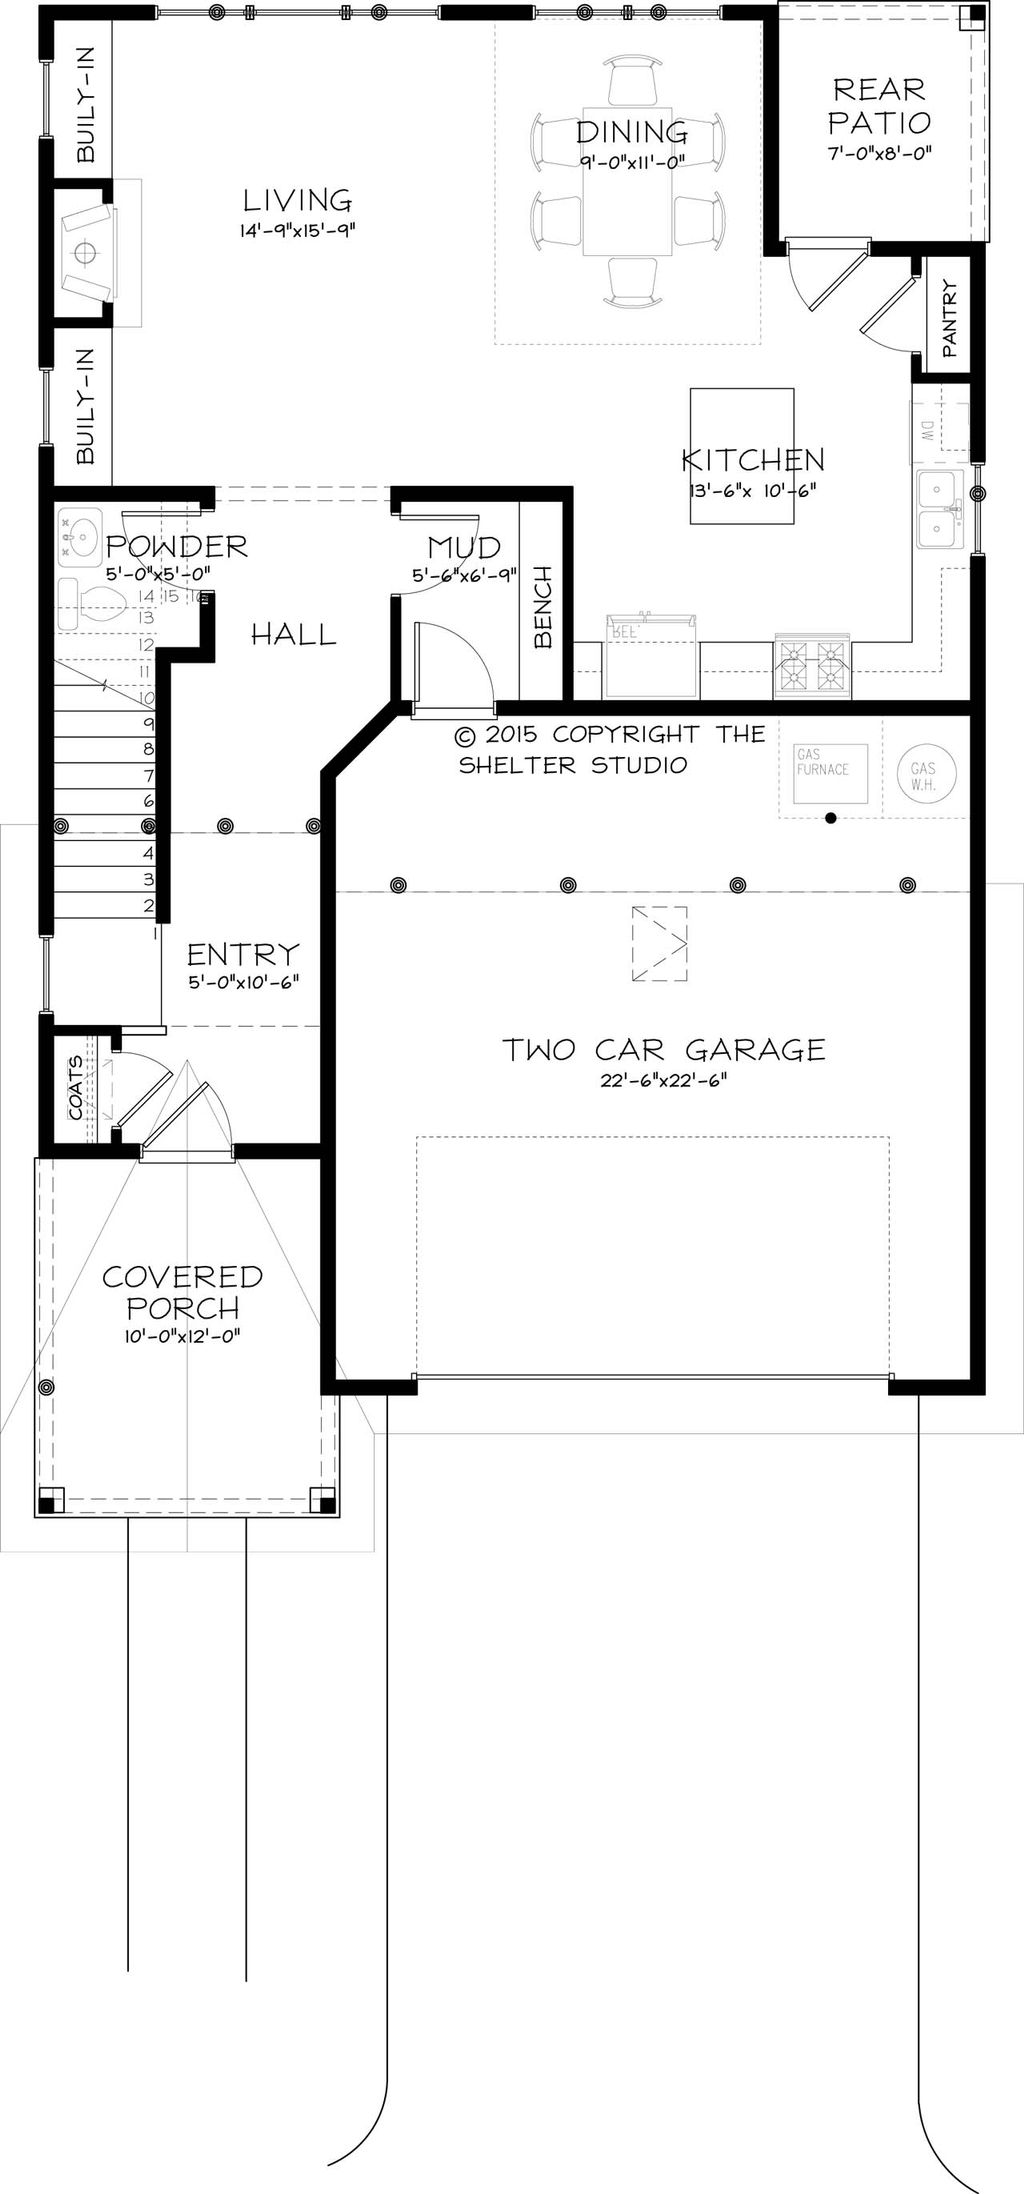 BUILY-IN
REAR
PATIO
7'-0"x8'-0"
DINING
9'-0"x11'-0"
LIVING
14'-9"x15'-9"
PANTRY
BUILY-IN
DW
KITCHEN
13'-6"x 10'-6"
POWDER
5'-0"x5'-0"
MUD
5'-6"x6'-9"
BENCH
14 15 16
13
HALL
REF.
12
11
10
9
8
7
6
4
3
2
1
© 2015 COPYRIGHT THE
SHELTER STUDIO
GAS
FURNACE
GAS
W.H.
ENTRY
5'-0"x10'-6"
COATS
TWO CAR GARAGE
22'-6"x22'-6"
COVERED
PORCH
10'-0"x12'-0"